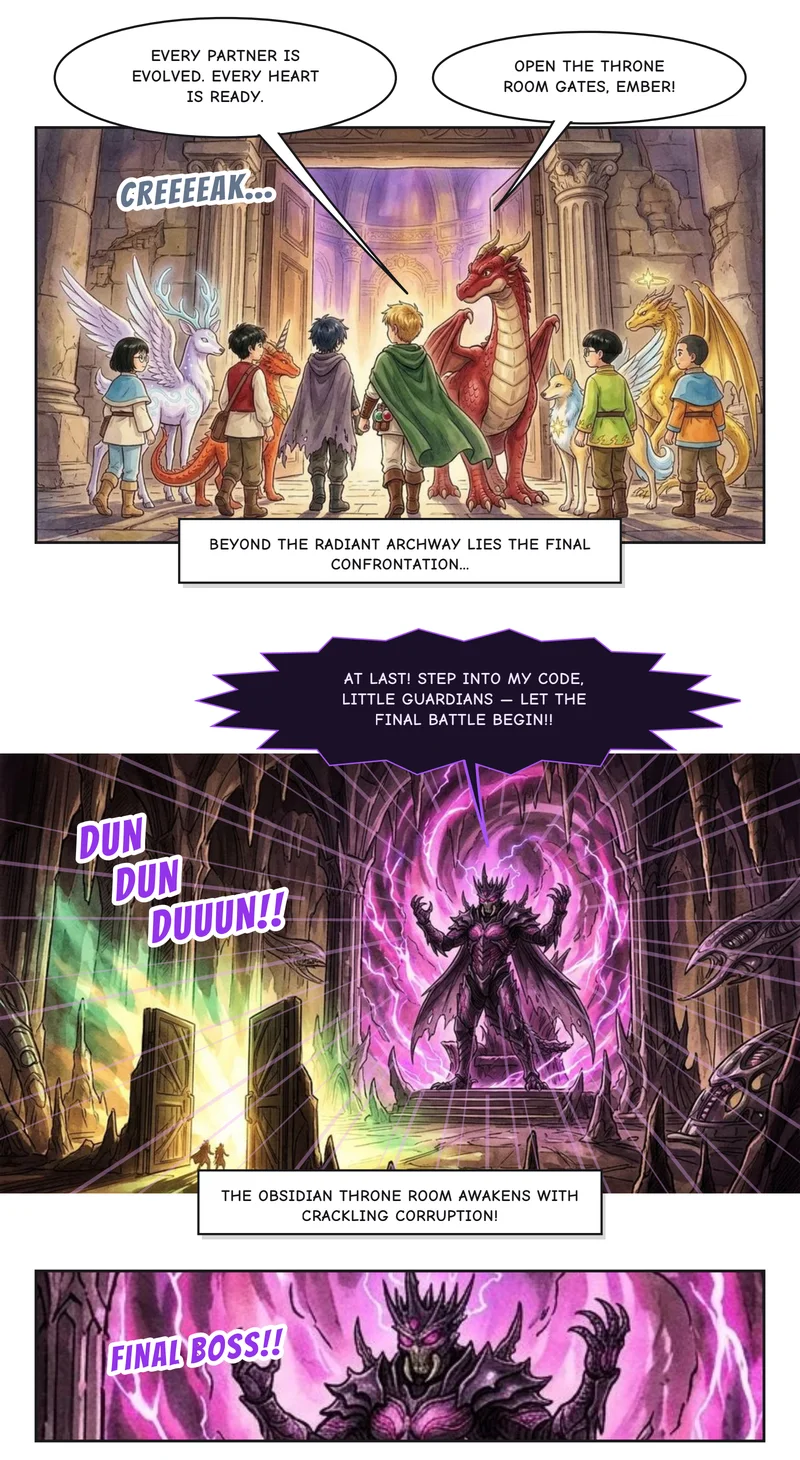 EVERY PARTNER IS
EVOLVED. EVERY HEART
IS READY.
OPEN THE THRONE
ROOM GATES, EMBER!
CREEEEAK...
BEYOND THE RADIANT ARCHWAY LIES THE FINAL
CONFRONTATION...
AT LAST! STEP INTO MY CODE,
LITTLE GUARDIANS — LET THE
FINAL BATTLE BEGIN!!
DUN
DUN
DUUUN!!
THE OBSIDIAN THRONE ROOM AWAKENS WITH
CRACKLING CORRUPTION!
FINAL BOSS!!